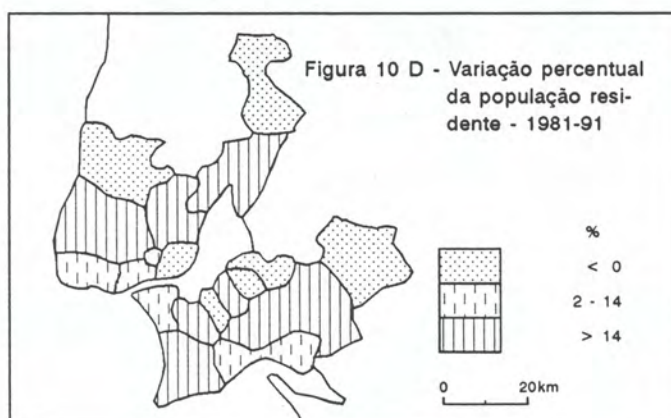 Figura 10 D - Variação percentual
da população resi-
dente - 1981-91
%
< 0
2 - 14
> 14
0 20km